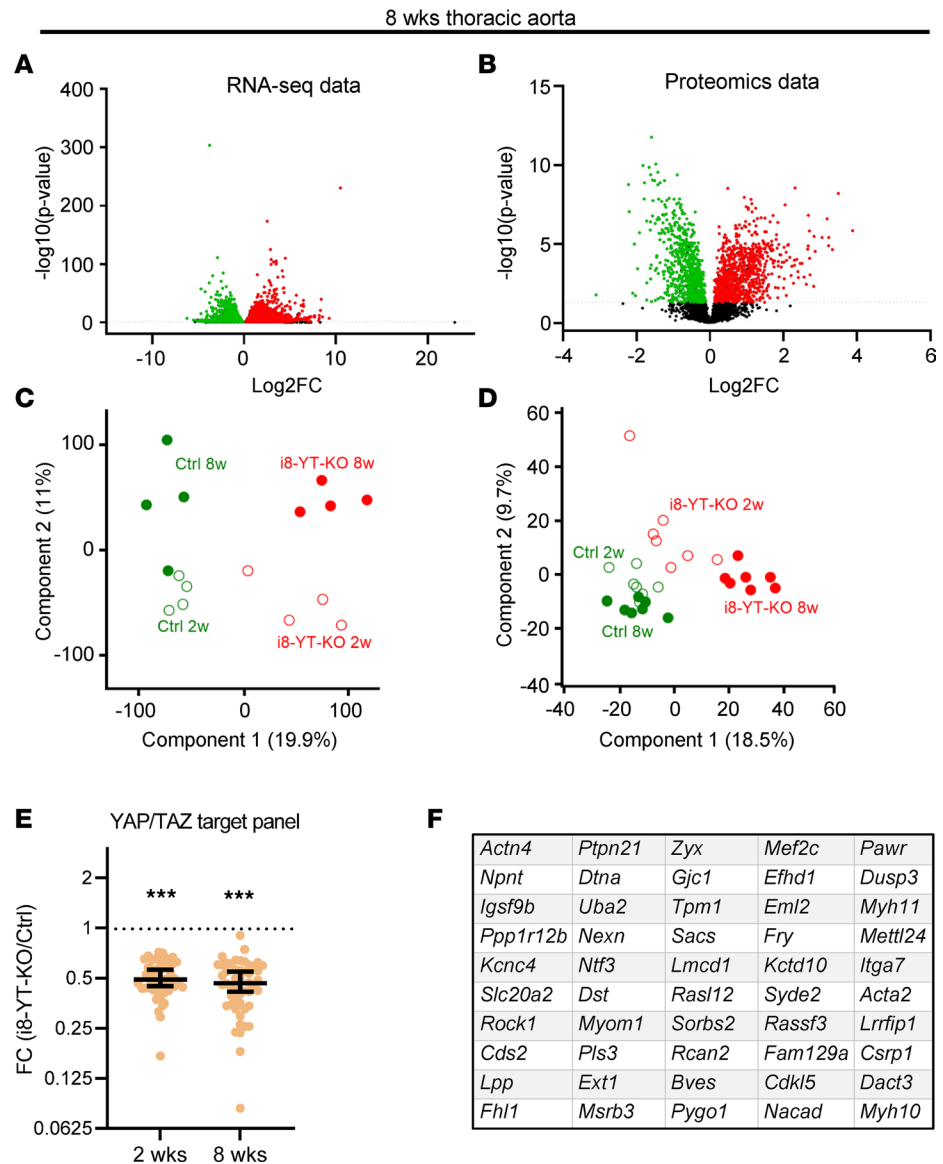 8 wks thoracic aorta
A
RNA-seq data
400
300
200
100
0
-log10(p-value)
-10
0
10
20
Log2FC
B
Proteomics data
15
10
5
0
-log10(p-value)
-4
-2
0
2
4
6
Log2FC
C
100
0
-100
Component 2 (11%)
Ctrl 8w
i8-YT-KO 8w
Ctrl 2w
i8-YT-KO 2w
-100
0
100
Component 1 (19.9%)
D
60
40
20
0
-20
-40
Component 2 (9.7%)
i8-YT-KO 2w
Ctrl 2w
i8-YT-KO 8w
Ctrl 8w
-40
-20
0
20
40
60
Component 1 (18.5%)
E
YAP/TAZ target panel
2
1
0.5
0.25
0.125
0.0625
FC (i8-YT-KO/Ctrl)
***
***
2 wks
8 wks
F
Actn4 Ptpn21 Zyx Mef2c Pawr
Npnt Dtna Gjc1 Efhd1 Dusp3
Igsf9b Uba2 Tpm1 Eml2 Myh11
Ppp1r12b Nexn Sacs Fry Mettl24
Kcnc4 Ntf3 Lmcd1 Kctd10 Itga7
Slc20a2 Dst Rasl12 Syde2 Acta2
Rock1 Myom1 Sorbs2 Rassf3 Lrrfip1
Cds2 Pls3 Rcan2 Fam129a Csrp1
Lpp Ext1 Bves Cdkl5 Dact3
Fhl1 Msrb3 Pygo1 Nacad Myh10